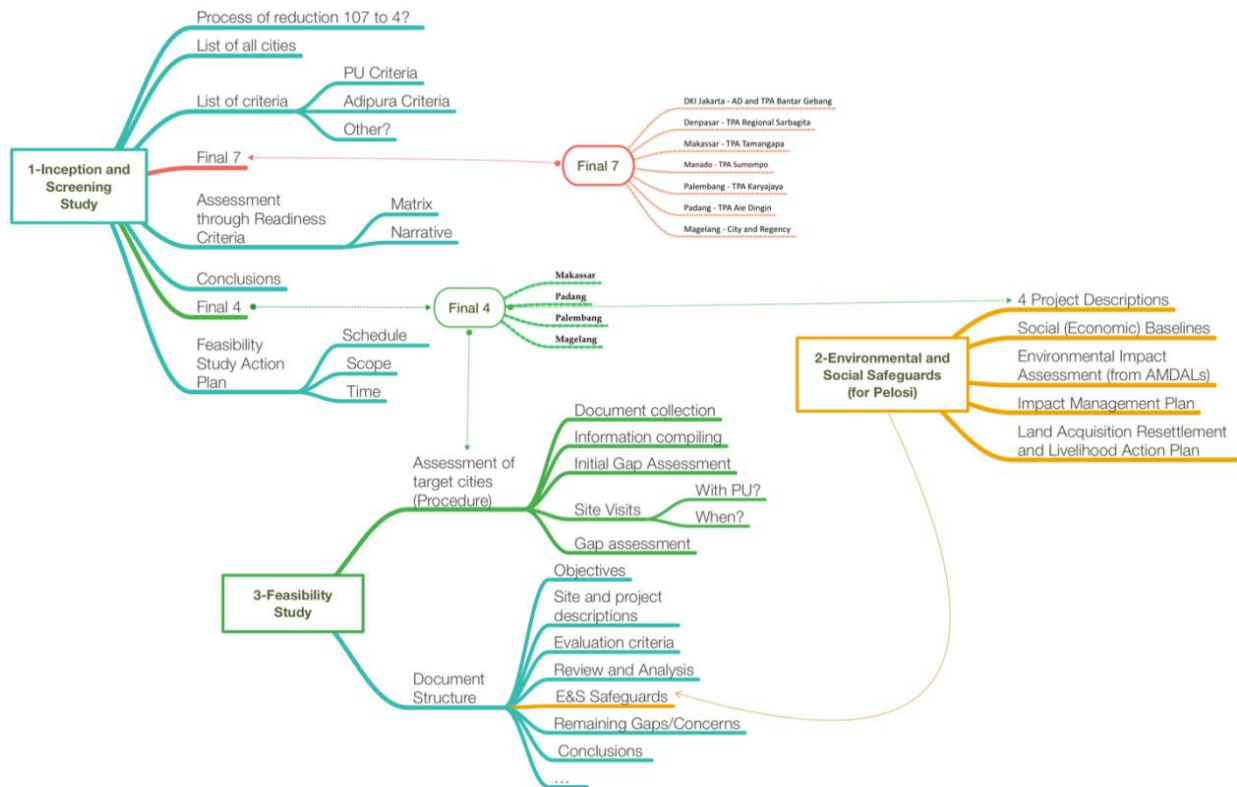 Process of reduction 107 to 4?
List of all cities
List of criteria
PU Criteria
Adipura Criteria
Other?
1-Inception and
Screening
Study
Final 7
Final 7
DKI Jakarta - AD and TPA Bantar Gebang
Denpasar - TPA Regional Sarbagita
Makassar - TPA Tamangapa
Manado - TPA Sumompo
Palembang - TPA Karyajaya
Padang - TPA Aie Dingin
Magelang - City and Regency
Assessment
through Readiness
Criteria
Matrix
Narrative
Conclusions
Final 4
Final 4
Makassar
Padang
Palembang
Magelang
Feasibility
Study Action
Plan
Schedule
Scope
Time
2-Environmental and
Social Safeguards
(for Pelosi)
4 Project Descriptions
Social (Economic) Baselines
Environmental Impact
Assessment (from AMDALs)
Impact Management Plan
Land Acquisition Resettlement
and Livelihood Action Plan
3-Feasibility
Study
Assessment of
target cities
(Procedure)
Document collection
Information compiling
Initial Gap Assessment
Site Visits
With PU?
When?
Gap assessment
Document
Structure
Objectives
Site and project
descriptions
Evaluation criteria
Review and Analysis
E&S Safeguards
Remaining Gaps/Concerns
Conclusions
...